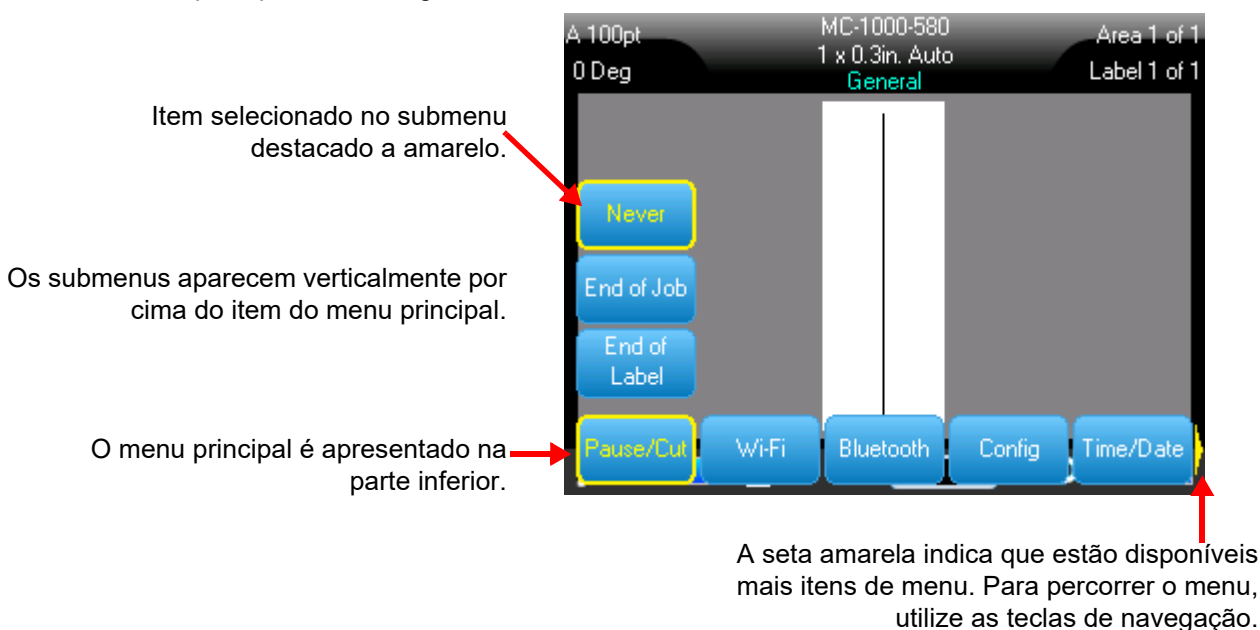 A 100pt
MC-1000-580
Area 1 of 1
0 Deg
1 x 0.3in. Auto
Label 1 of 1
General
Item selecionado no submenu
destacado a amarelo.
Never
Os submenus aparecem verticalmente por
cima do item do menu principal.
End of Job
End of
Label
O menu principal é apresentado na
parte inferior.
Pause/Cut
Wi-Fi
Bluetooth
Config
Time/Date
A seta amarela indica que estão disponíveis
mais itens de menu. Para percorrer o menu,
utilize as teclas de navegação.